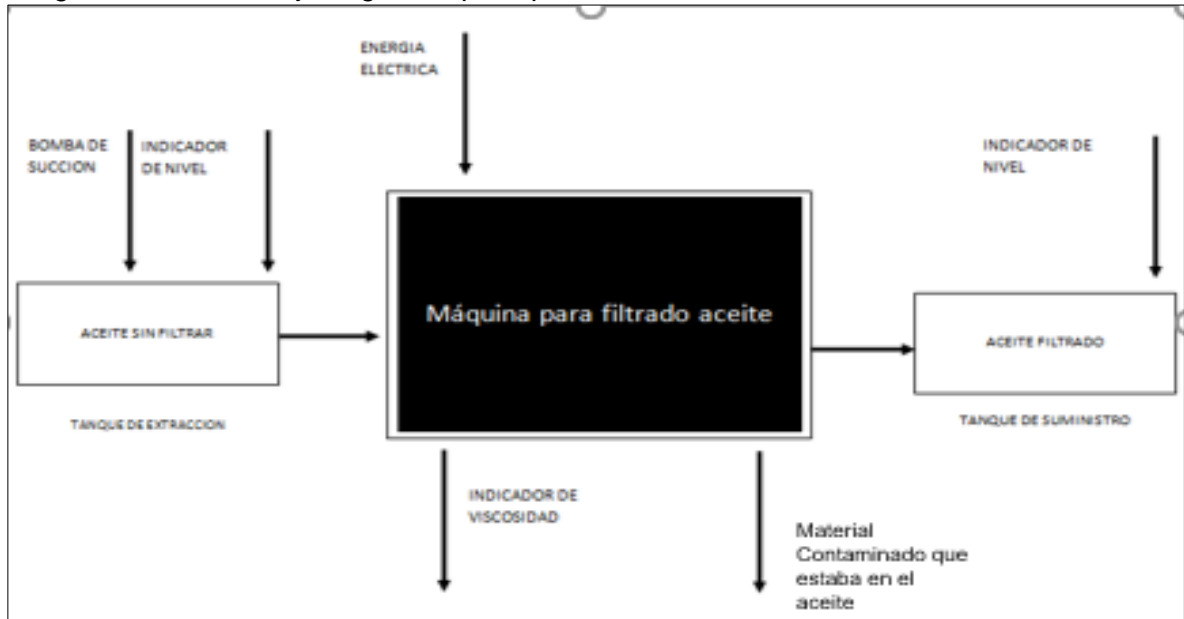 ENERGIA
ELECTRICA
BOMBA DE
SUCCION
INDICADOR
DE NIVEL
INDICADOR DE
NIVEL
Máquina para filtrado aceite
ACEITE SIN FILTRAR
ACEITE FILTRADO
TANQUE DE EXTRACCION
TANQUE DE SUMINISTRO
INDICADOR DE
VISCOSIDAD
Material
Contaminado que
estaba en el
aceite